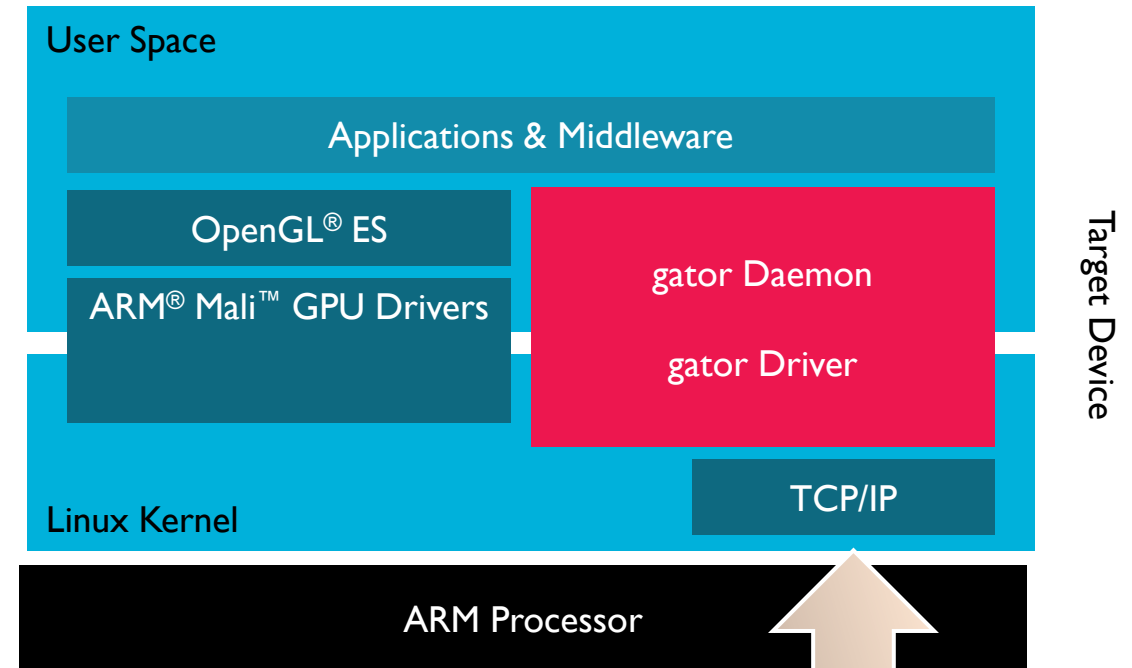 User Space
Applications & Middleware
OpenGL® ES
ARM® Mali™ GPU Drivers
gator Daemon
gator Driver
TCP/IP
Linux Kernel
ARM Processor
Target Device